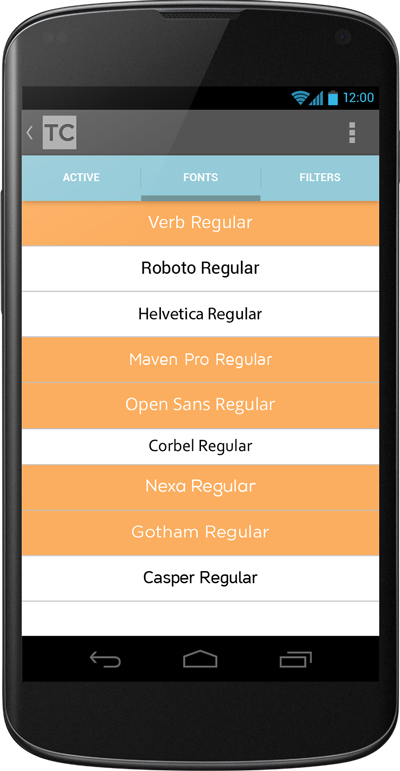 12:00
TC
ACTIVE FONTS FILTERS
Verb Regular
Roboto Regular
Helvetica Regular
Maven Pro Regular
Open Sans Regular
Corbel Regular
Nexa Regular
Gotham Regular
Casper Regular